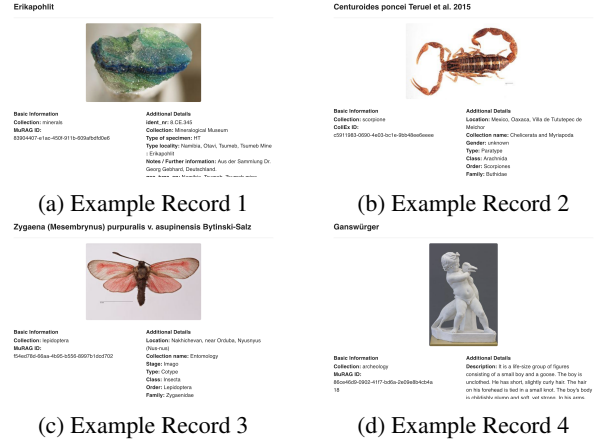 Erikapohlit
Basic Information
Collection: minerals
MuRAG ID:
83904407-e1ac-450f-911b-609afbdfd0e6
Additional Details
ident_nr: 8.CE.345
Collection: Mineralogical Museum
Type of specimen: HT
Type locality: Namibia, Otavi, Tsumeb, Tsumeb Mine
: Erikapohlit
Notes / Further information: Aus der Sammlung Dr.
Georg Gebhard, Deutschland.
(a) Example Record 1
Centuroides poncei Teruel et al. 2015
Basic Information
Collection: scorpione
CollEx ID:
c5911983-0690-4e03-bc1e-9bb48ee6eeee
Additional Details
Location: Mexico, Oaxaca, Villa de Tututepec de
Melchor
Collection name: Chelicerata and Myriapoda
Gender: unknown
Type: Paratype
Class: Arachnida
Order: Scorpiones
Family: Buthidae
(b) Example Record 2
Zygaena (Mesembrynus) purpuralis v. asupinensis Bytinski-Salz
Basic Information
Collection: lepidoptera
MuRAG ID:
f54ed78d-66aa-4b95-b556-8997b1dcd702
Additional Details
Location: Nakhichevan, near Orduba, Nyusnyus
(Nus-nus)
Collection name: Entomology
Stage: Imago
Type: Cotype
Class: Insecta
Order: Lepidoptera
Family: Zygaenidae
(c) Example Record 3
Ganswürger
Basic Information
Collection: archeology
MuRAG ID:
86ce46d9-0902-41f7-bd6a-2e09e8b4cb4a
18
Additional Details
Description: It is a life-size group of figures
consisting of a small boy and a goose. The boy is
unclothed. He has short, slightly curly hair. The hair
on his forehead is tied in a small knot. The boy's body
is childishly plump and soft, yet strong. In his arms
(d) Example Record 4